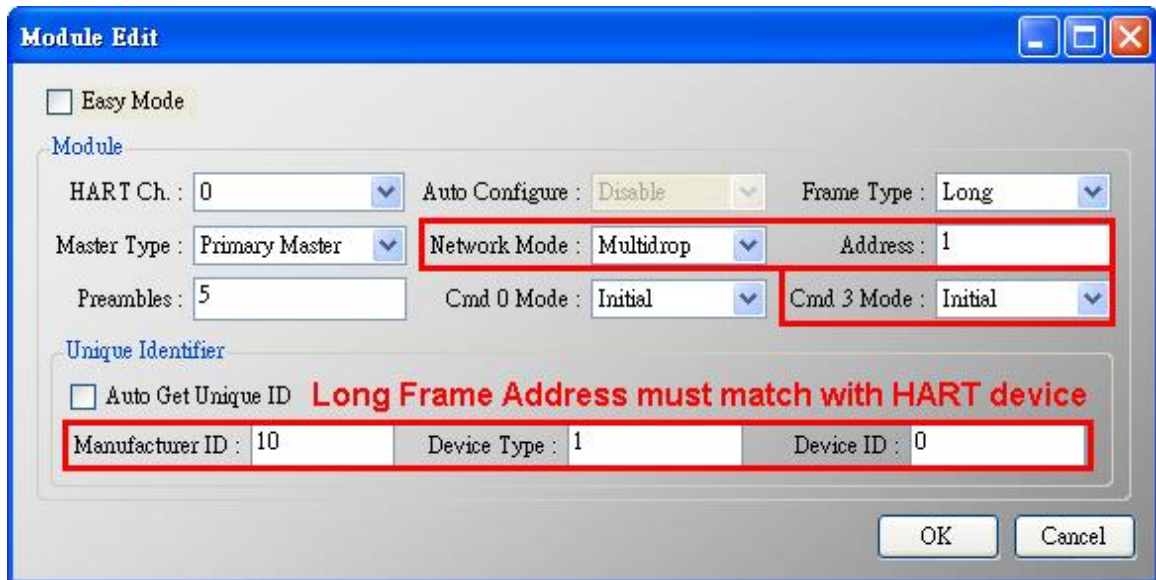 Module Edit
Easy Mode
Module
HART Ch. : 0 Auto Configure : Disable Frame Type : Long
Master Type : Primary Master Network Mode : Multidrop Address : 1
Preambles : 5 Cmd 0 Mode : Initial Cmd 3 Mode : Initial
Unique Identifier
Auto Get Unique ID Long Frame Address must match with HART device
Manufacturer ID : 10 Device Type : 1 Device ID : 0
OK Cancel